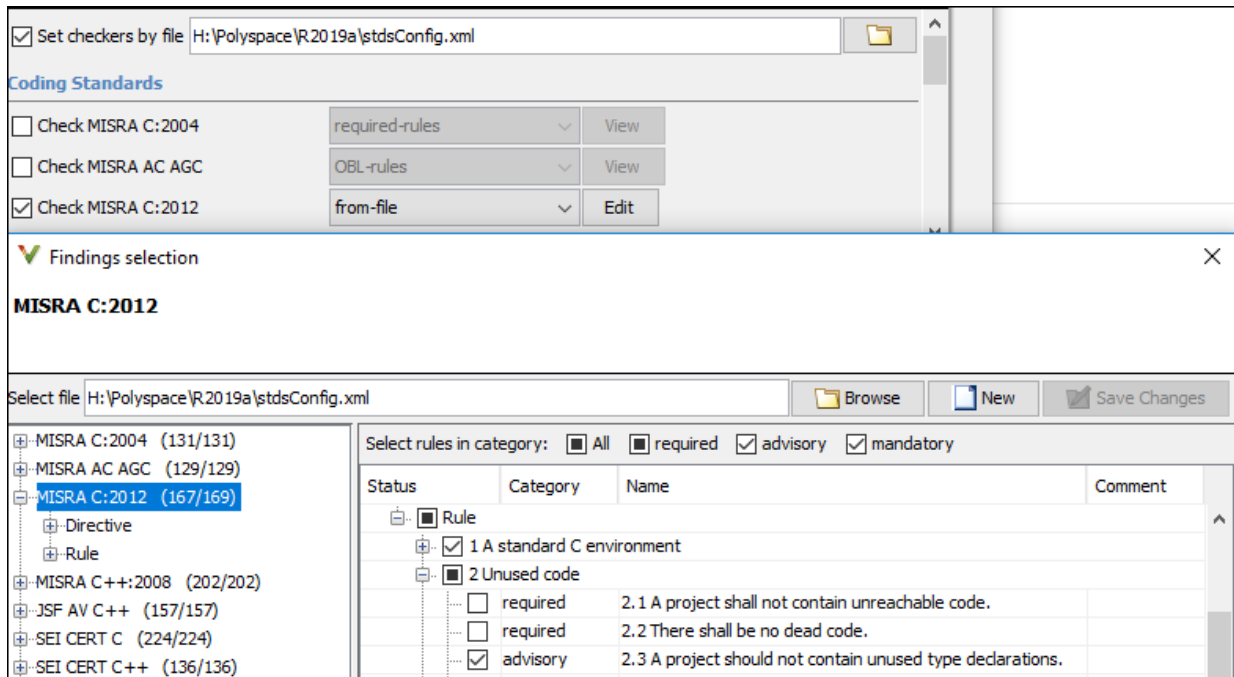 Set checkers by file H:\Polyspace\R2019a\stdsConfig.xml
Coding Standards
Check MISRA C:2004 required-rules View
Check MISRA AC AGC OBL-rules View
Check MISRA C:2012 from-file Edit
Findings selection
MISRA C:2012
Select file H:\Polyspace\R2019a\stdsConfig.xml Browse New Save Changes
MISRA C:2004 (131/131)
MISRA AC AGC (129/129)
MISRA C:2012 (167/169)
Directive
Rule
MISRA C++:2008 (202/202)
JSF AV C++ (157/157)
SEI CERT C (224/224)
SEI CERT C++ (136/136)
Select rules in category: All required advisory mandatory
Status Category Name Comment
Rule
1 A standard C environment
2 Unused code
required 2.1 A project shall not contain unreachable code.
required 2.2 There shall be no dead code.
advisory 2.3 A project should not contain unused type declarations.